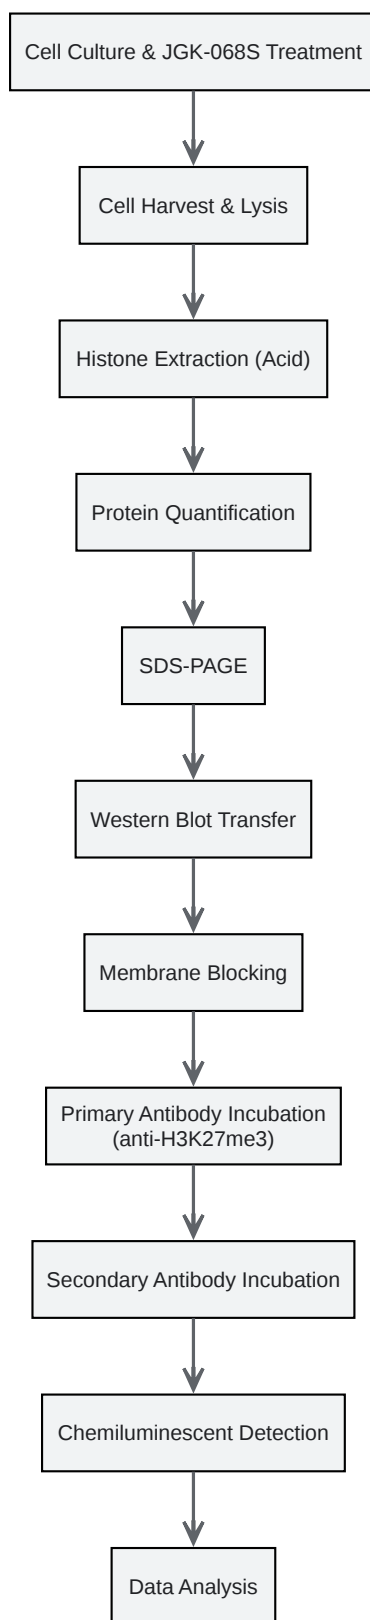 Cell Culture & JGK-068S Treatment
Cell Harvest & Lysis
Histone Extraction (Acid)
Protein Quantification
SDS-PAGE
Western Blot Transfer
Membrane Blocking
Primary Antibody Incubation
(anti-H3K27me3)
Secondary Antibody Incubation
Chemiluminescent Detection
Data Analysis